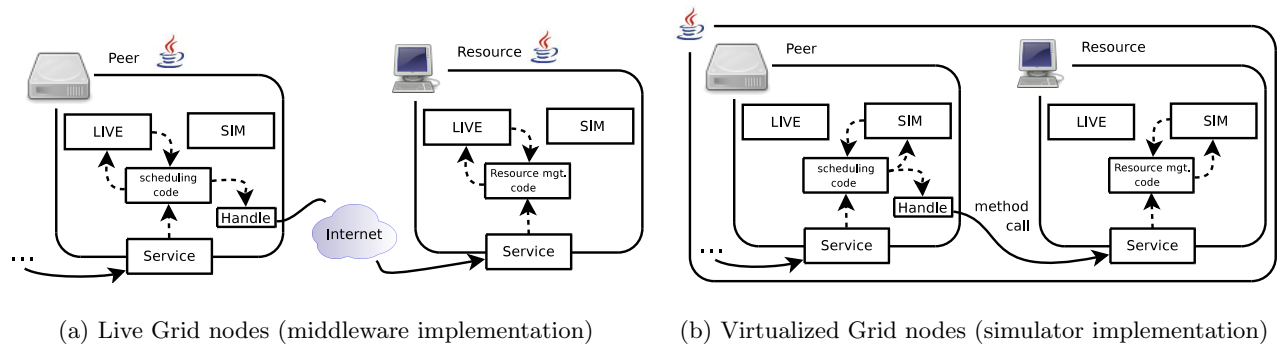 Peer
LIVE
SIM
scheduling
code
Handle
Service
...
Internet
Resource
LIVE
SIM
Resource mgt.
code
Service
(a) Live Grid nodes (middleware implementation)
Peer
LIVE
SIM
scheduling
code
Handle
Service
...
method
call
Resource
LIVE
SIM
Resource mgt.
code
Service
(b) Virtualized Grid nodes (simulator implementation)